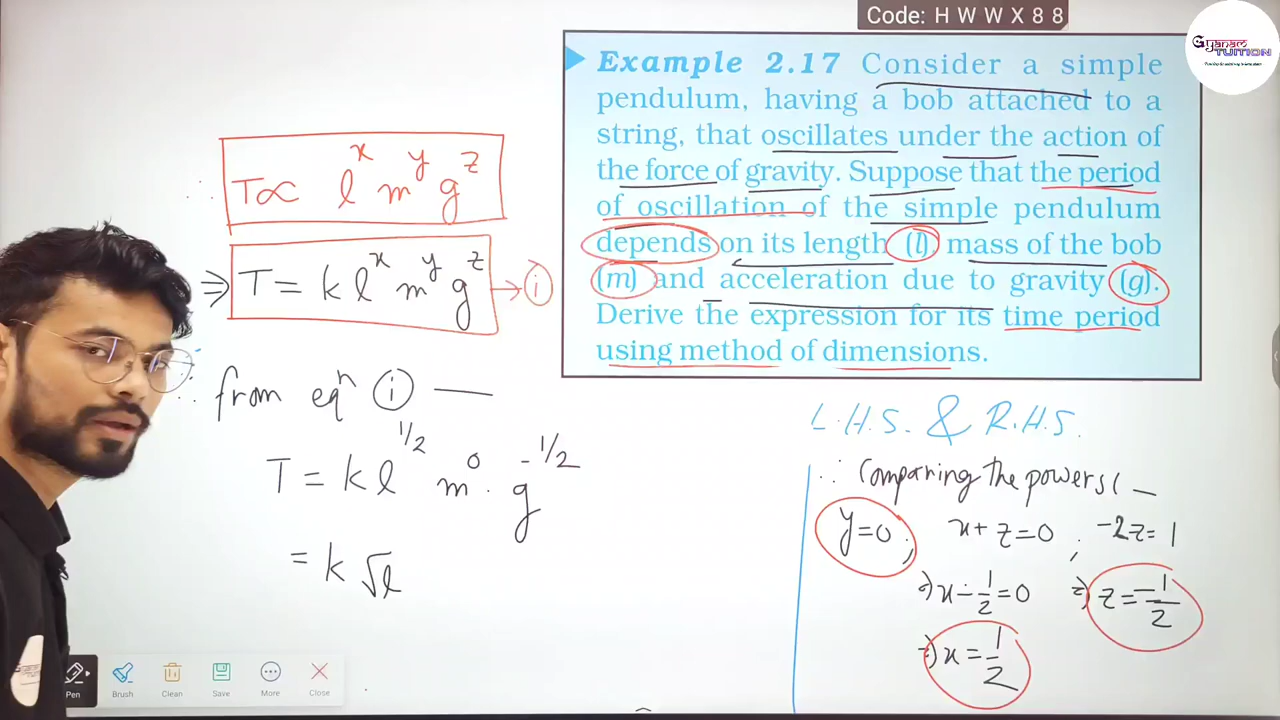 Code: H W W X 8 8
Gyanam
TUITION
Example 2.17 Consider a simple
pendulum, having a bob attached to a
string, that oscillates under the action of
the force of gravity. Suppose that the period
of oscillation of the simple pendulum
depends on its length (l) mass of the bob
(m) and acceleration due to gravity (g).
Derive the expression for its time period
using method of dimensions.
∴ T∝ l^x m^y g^z
⇒ T = k l^x m^y g^z → (i)
∴ from eqⁿ (i) —
T = k l^1/2 m^0 . g^-1/2
= k √l
L.H.S. & R.H.S.
∴ Comparing the powers( —
y=0 , x+z=0 ; -2z=1
⇒ x-1/2=0 ⇒ z=-1/2
⇒ x=1/2
Pen
Brush
Clean
Save
More
Close